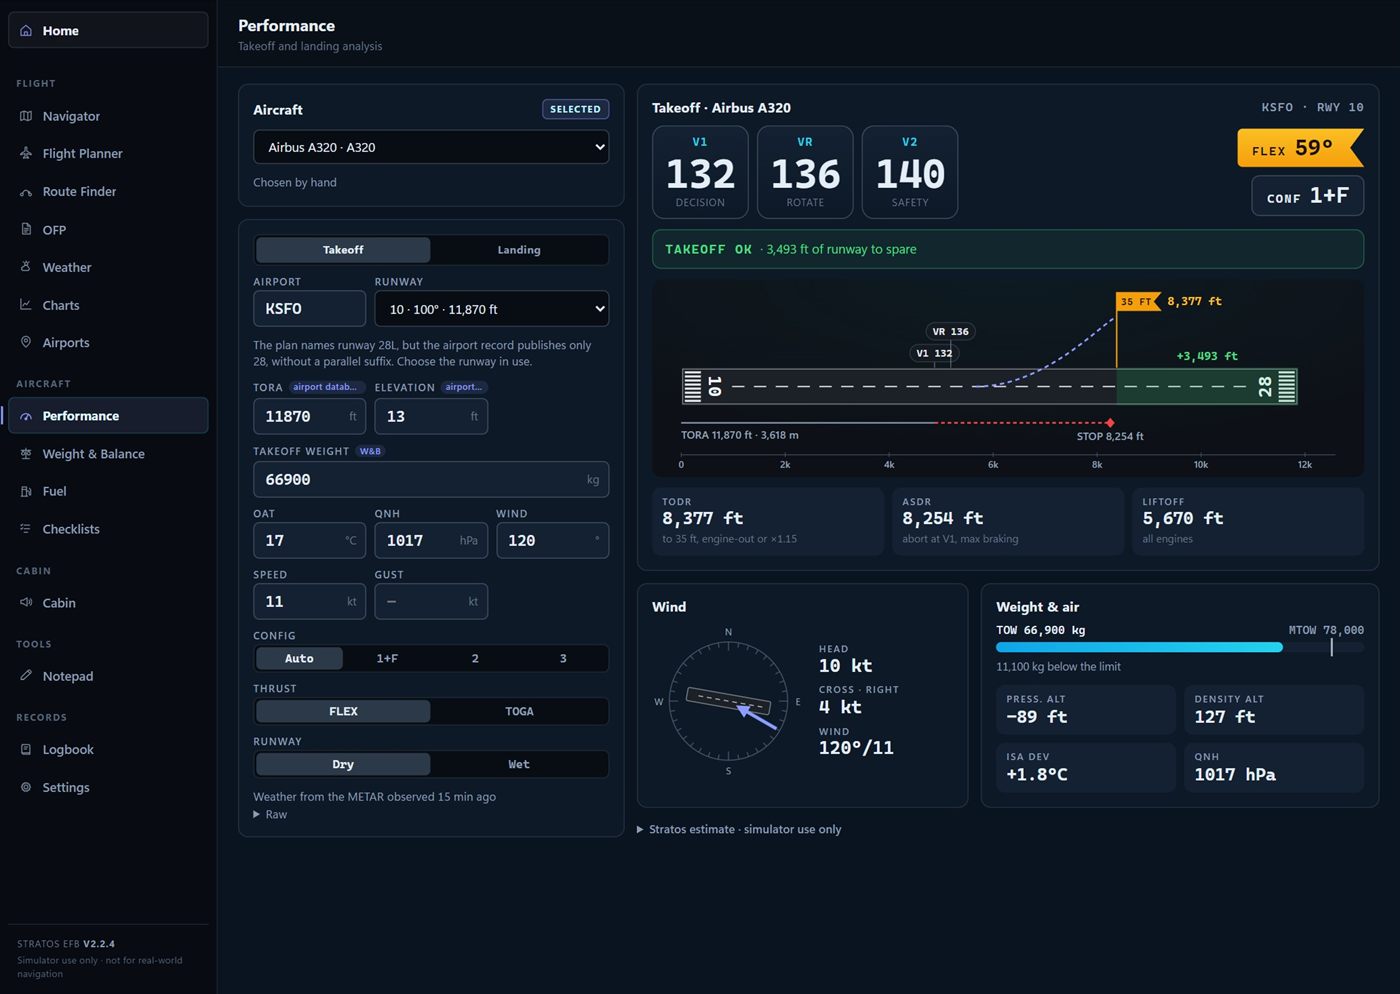 Home
FLIGHT
Navigator
Flight Planner
Route Finder
OFP
Weather
Charts
Airports
AIRCRAFT
Performance
Weight & Balance
Fuel
Checklists
CABIN
Cabin
TOOLS
Notepad
RECORDS
Logbook
Settings
STRATOS EFB V2.2.4
Simulator use only · not for real-world
navigation
Performance
Takeoff and landing analysis
Aircraft
SELECTED
Airbus A320 · A320
Chosen by hand
Takeoff
Landing
AIRPORT
RUNWAY
KSFO
10 · 100° · 11,870 ft
The plan names runway 28L, but the airport record publishes only
28, without a parallel suffix. Choose the runway in use.
TORA airport datab...
ELEVATION airport...
11870 ft
13 ft
TAKEOFF WEIGHT W&B
66900 kg
OAT
QNH
WIND
17 °C
1017 hPa
120 °
SPEED
GUST
11 kt
— kt
CONFIG
Auto
1+F
2
3
THRUST
FLEX
TOGA
RUNWAY
Dry
Wet
Weather from the METAR observed 15 min ago
Raw
Takeoff · Airbus A320
KSFO · RWY 10
V1
132
DECISION
VR
136
ROTATE
V2
140
SAFETY
FLEX 59°
CONF 1+F
TAKEOFF OK · 3,493 ft of runway to spare
35 FT 8,377 ft
VR 136
V1 132
+3,493 ft
10
28
TORA 11,870 ft · 3,618 m
STOP 8,254 ft
0
2k
4k
6k
8k
10k
12k
TODR
8,377 ft
to 35 ft, engine-out or ×1.15
ASDR
8,254 ft
abort at V1, max braking
LIFTOFF
5,670 ft
all engines
Wind
N
W
E
S
HEAD
10 kt
CROSS · RIGHT
4 kt
WIND
120°/11
Weight & air
TOW 66,900 kg
MTOW 78,000
11,100 kg below the limit
PRESS. ALT
−89 ft
DENSITY ALT
127 ft
ISA DEV
+1.8°C
QNH
1017 hPa
Stratos estimate · simulator use only